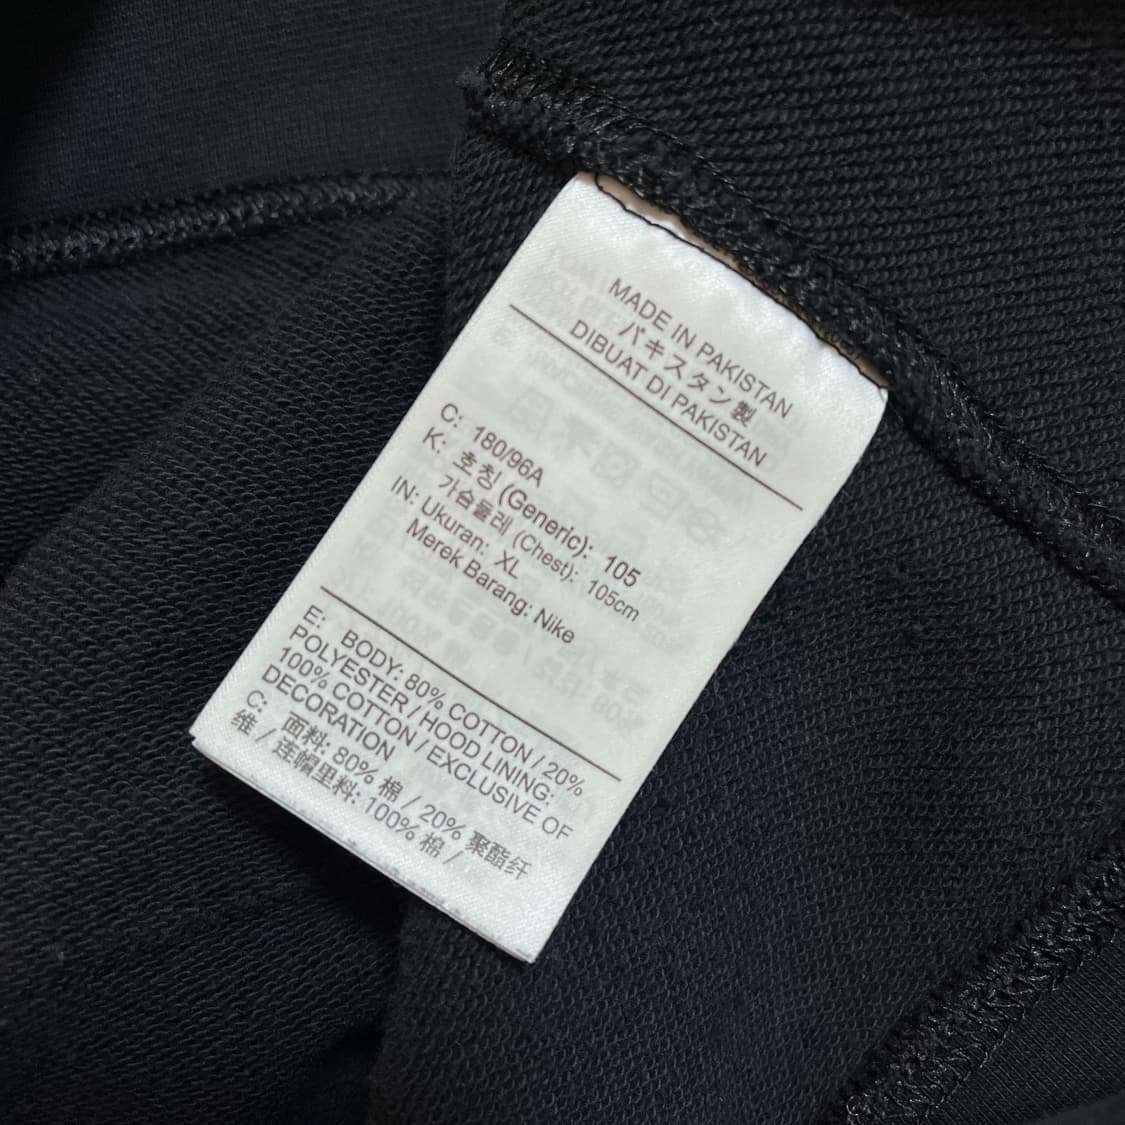 MADE IN PAKISTAN
パキスタン製
DIBUAT DI PAKISTAN
C: 180/96A
K: 호칭 (Generic): 105
가슴둘레 (Chest): 105cm
IN: Ukuran: XL
Merek Barang: Nike
E: BODY: 80% COTTON / 20%
POLYESTER / HOOD LINING:
100% COTTON / EXCLUSIVE OF
DECORATION
C: 面料: 80% 棉 / 20% 聚酯纤
维 / 连帽里料: 100% 棉 /